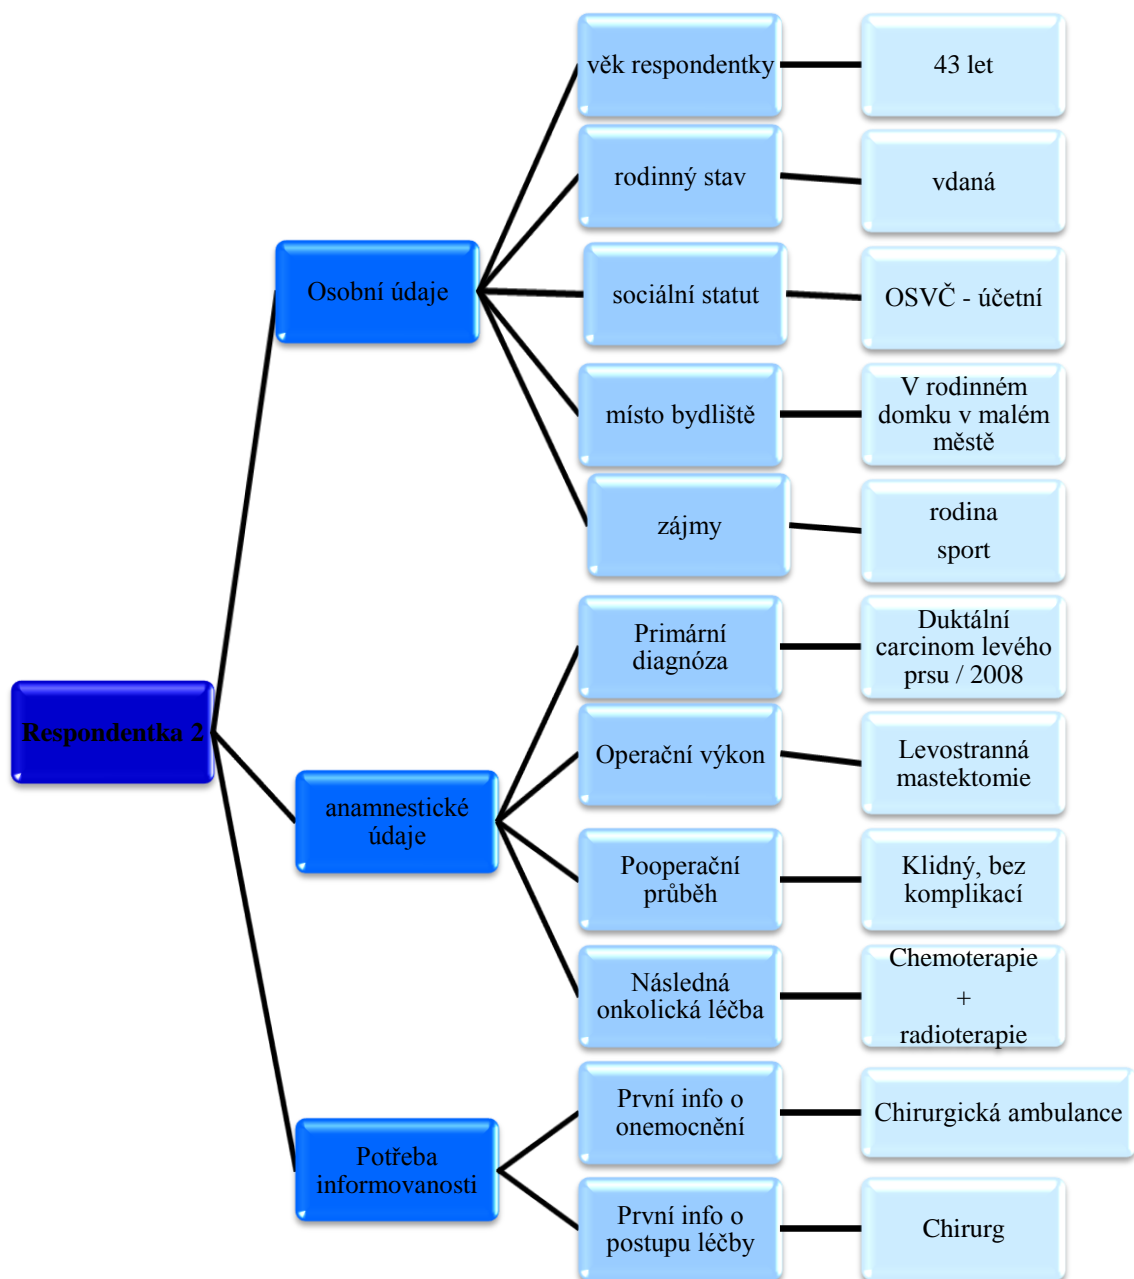 věk respondentky
43 let
rodinný stav
vdaná
Osobní údaje
sociální statut
OSVČ - účetní
místo bydliště
V rodinném
domku v malém
městě
zájmy
rodina
sport
Respondentka 2
anamnestické
údaje
Primární
diagnóza
Duktální
carcinom levého
prsu / 2008
Operační výkon
Levostranná
mastektomie
Pooperační
průběh
Klidný, bez
komplikací
Následná
onkolická léčba
Chemoterapie
+
radioterapie
Potřeba
informovanosti
První info o
onemocnění
Chirurgická ambulance
První info o
postupu léčby
Chirurg